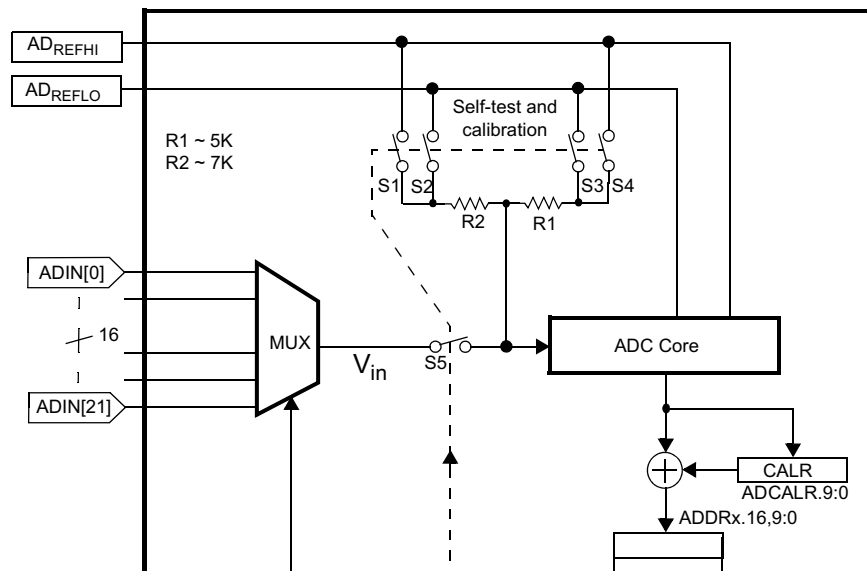 AD_REFHI
AD_REFLO
Self-test and
calibration
R1 ~ 5K
R2 ~ 7K
S1 S2 S3 S4
R2 R1
ADIN[0]
16
MUX
V_in
S5
ADC Core
ADIN[21]
CALR
ADCALR.9:0
ADDRx.16,9:0